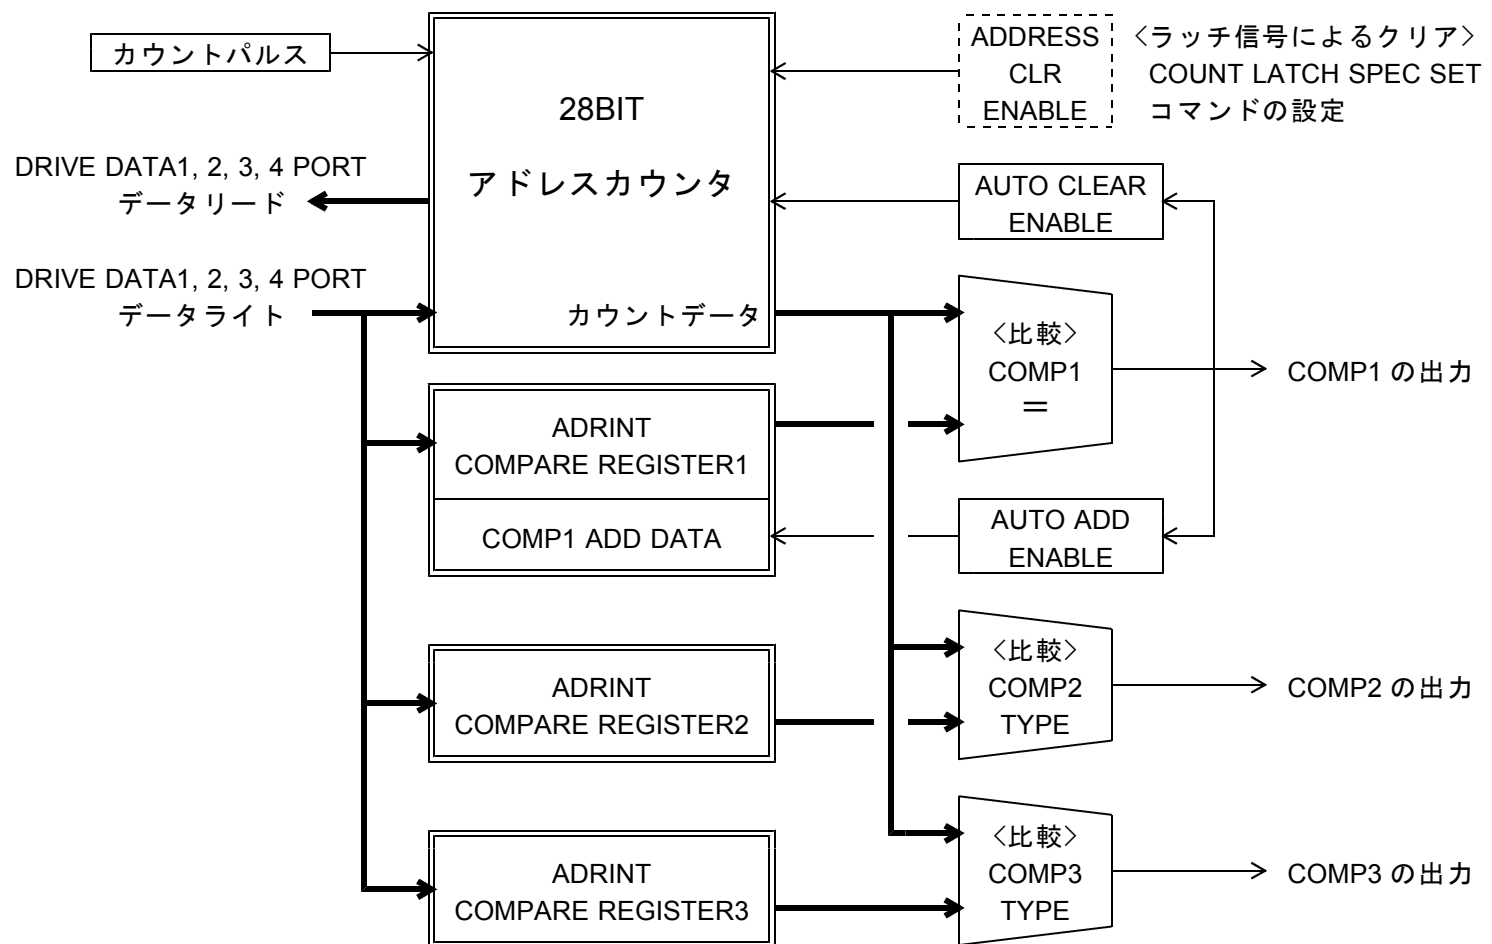 カウントパルス
28BIT
アドレスカウンタ
ADDRESS
CLR
ENABLE
〈ラッチ信号によるクリア〉
COUNT LATCH SPEC SET
コマンドの設定
DRIVE DATA1, 2, 3, 4 PORT
データリード
AUTO CLEAR
ENABLE
DRIVE DATA1, 2, 3, 4 PORT
データライト
カウントデータ
〈比較〉
COMP1
＝
COMP1 の出力
ADRINT
COMPARE REGISTER1
COMP1 ADD DATA
AUTO ADD
ENABLE
ADRINT
COMPARE REGISTER2
〈比較〉
COMP2
TYPE
COMP2 の出力
ADRINT
COMPARE REGISTER3
〈比較〉
COMP3
TYPE
COMP3 の出力